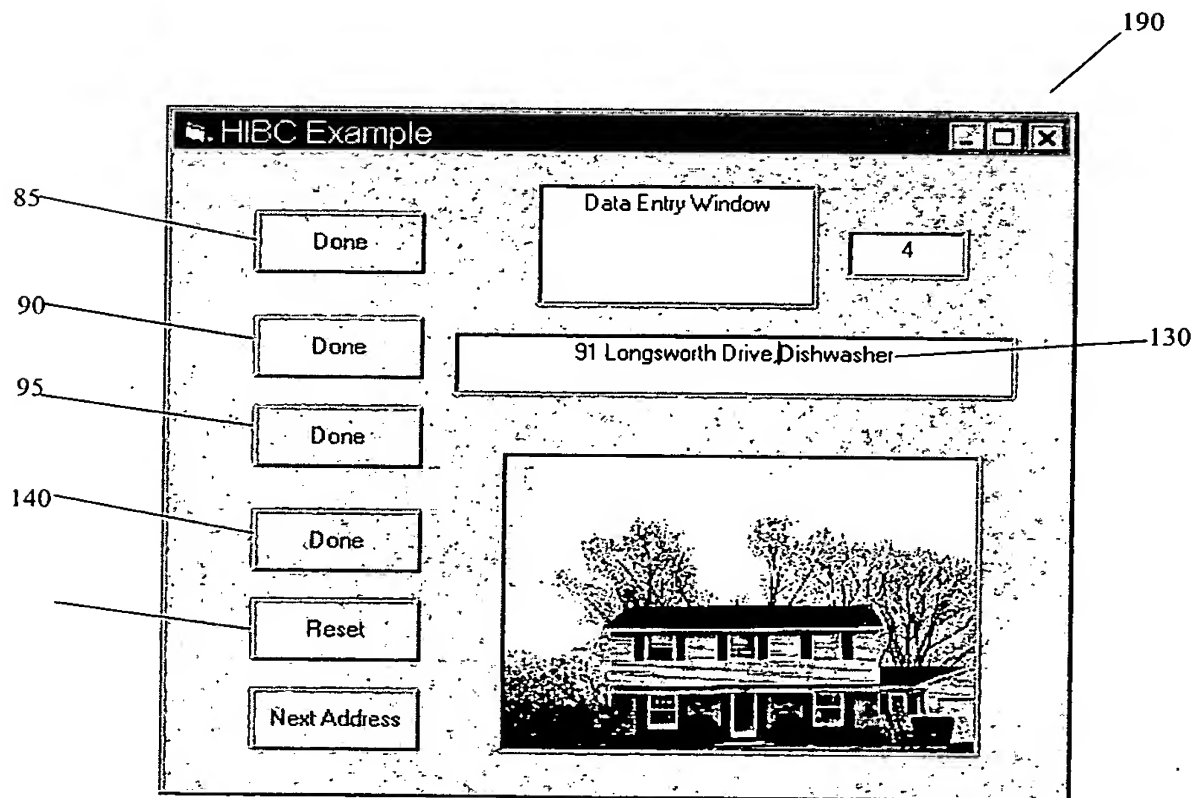 190
HIBC Example
85
Done
Data Entry Window
4
90
Done
91 Longsworth Drive,Dishwasher
130
95
Done
140
Done
Reset
Next Address